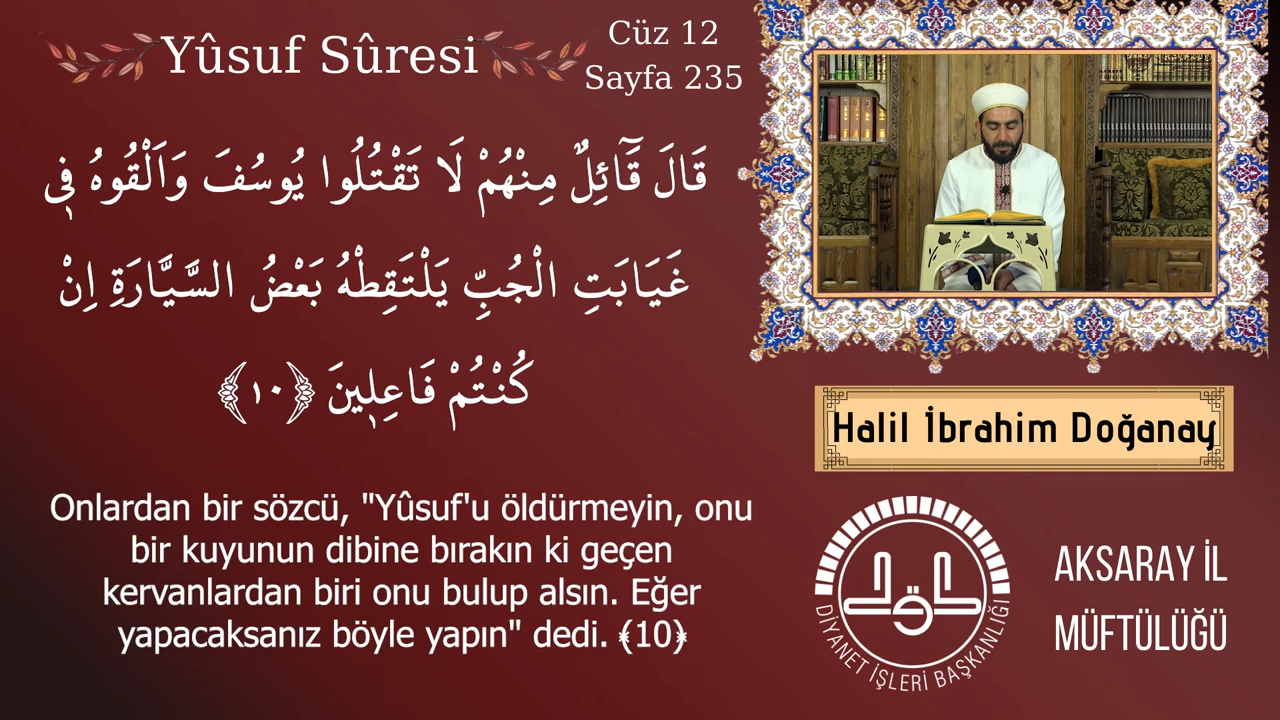 Yûsuf Sûresi
Cüz 12
Sayfa 235
قَالَ قَٓائِلٌ مِنْهُمْ لَا تَقْتُلُوا يُوسُفَ وَاَلْقُوهُ ف۪ي
غَيَابَتِ الْجُبِّ يَلْتَقِطْهُ بَعْضُ السَّيَّارَةِ اِنْ
كُنْتُمْ فَاعِل۪ينَ ﴿١٠﴾
Onlardan bir sözcü, "Yûsuf'u öldürmeyin, onu
bir kuyunun dibine bırakın ki geçen
kervanlardan biri onu bulup alsın. Eğer
yapacaksanız böyle yapın" dedi. ﴾10﴿
Halil İbrahim Doğanay
DİYANET İŞLERİ BAŞKANLIĞI
AKSARAY İL
MÜFTÜLÜĞÜ